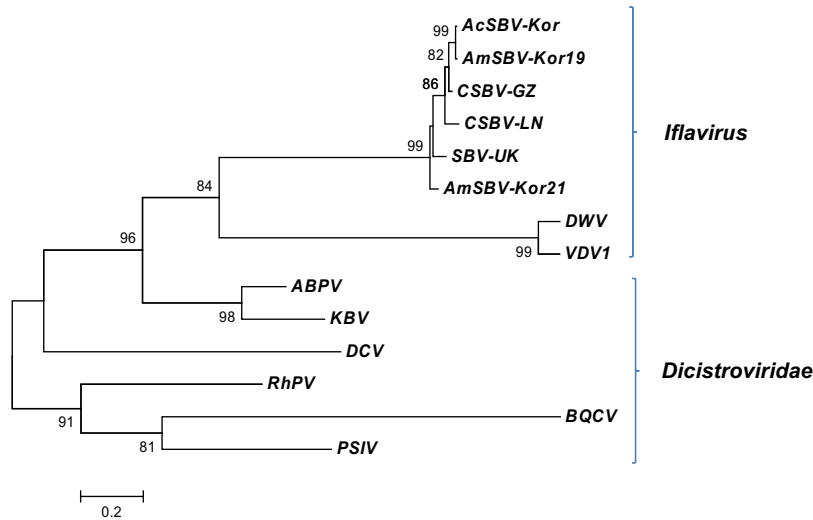 99
AcSBV-Kor
AmSBV-Kor19
82
86
CSBV-GZ
CSBV-LN
Iflavirus
99
SBV-UK
AmSBV-Kor21
84
DWV
96
99
VDV1
ABPV
98
KBV
DCV
Dicistroviridae
RhPV
91
BQCV
81
PSIV
0.2